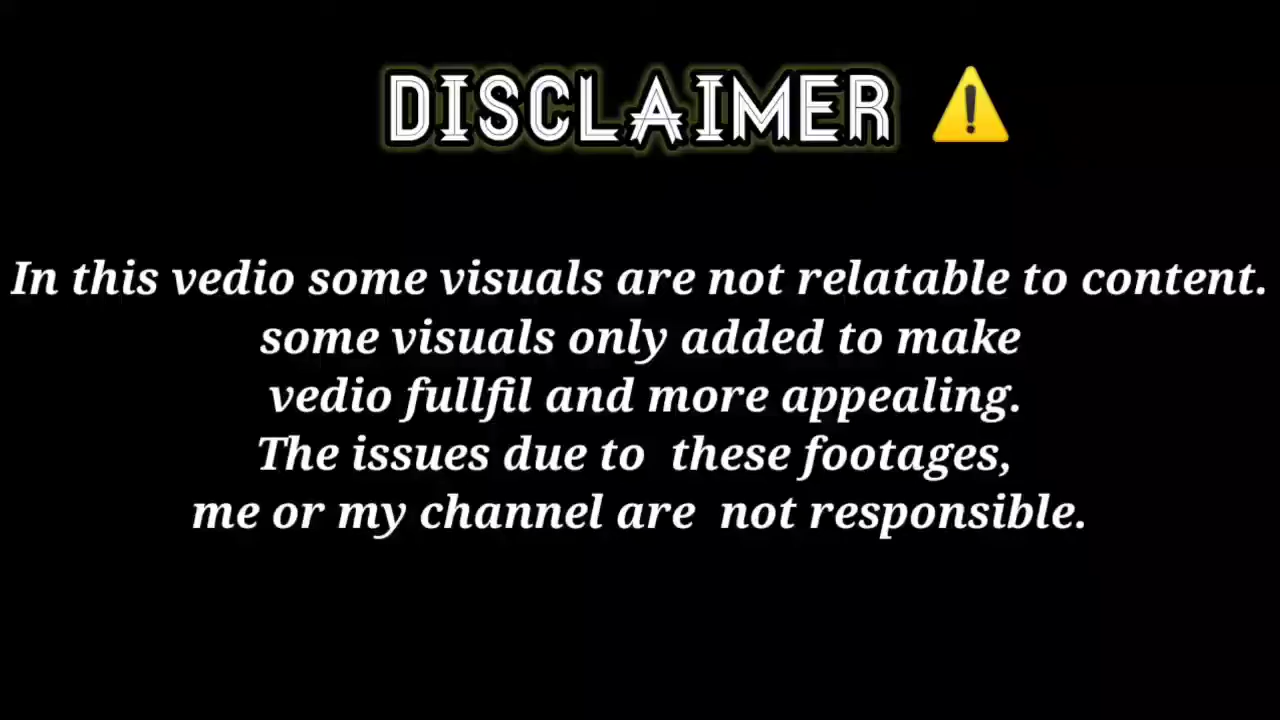 DISCLAIMER ⚠️
In this vedio some visuals are not relatable to content.
some visuals only added to make
vedio fullfil and more appealing.
The issues due to these footages,
me or my channel are not responsible.